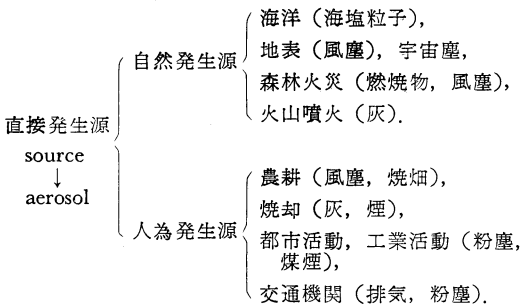 海洋（海塩粒子），
地表（風塵），宇宙塵，
自然発生源
森林火災（燃焼物，風塵），
火山噴火（灰）．
直接発生源
source
↓
aerosol
農耕（風塵，焼畑），
焼却（灰，煙），
人為発生源
都市活動，工業活動（粉塵，
煤煙），
交通機関（排気，粉塵）．